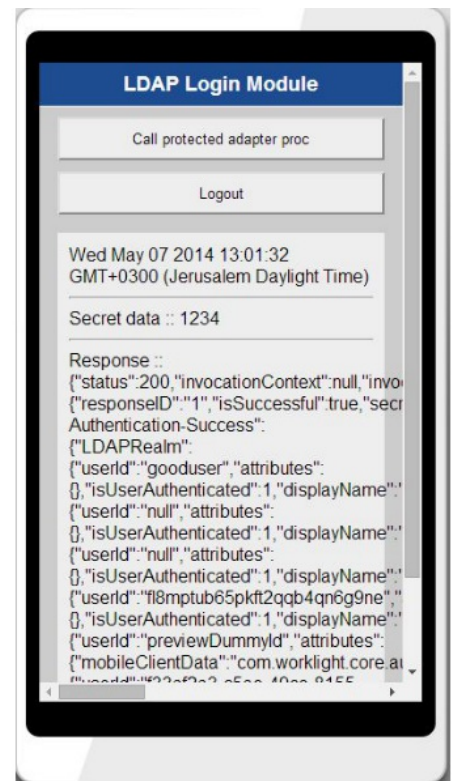 LDAP Login Module
Call protected adapter proc
Logout
Wed May 07 2014 13:01:32
GMT+0300 (Jerusalem Daylight Time)
Secret data :: 1234
Response ::
{"status":200,"invocationContext":null,"invo
{"responseID":"1","isSuccessful":true,"secr
Authentication-Success":
{"LDAPRealm":
{"userId":"gooduser","attributes":
{},"isUserAuthenticated":1,"displayName":"
{"userId":"null","attributes":
{},"isUserAuthenticated":1,"displayName":"
{"userId":"null","attributes":
{},"isUserAuthenticated":1,"displayName":"
{"userId":"fl8mptub65pkft2qqb4qn6g9ne","
{},"isUserAuthenticated":1,"displayName":"
{"userId":"previewDummyId","attributes":
{"mobileClientData":"com.worklight.core.au